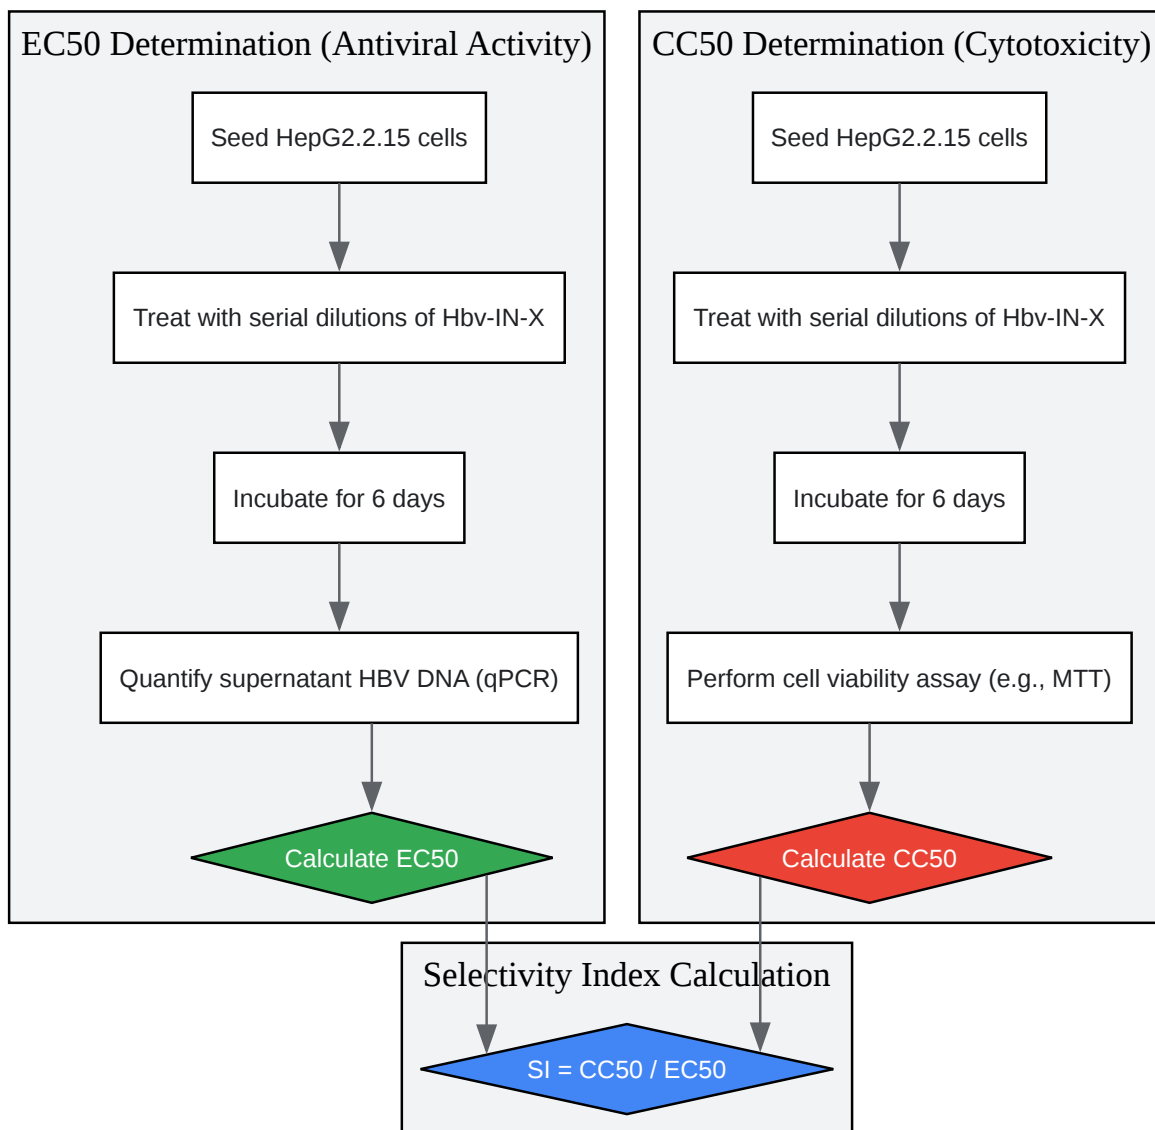 EC50 Determination (Antiviral Activity)
Seed HepG2.2.15 cells
Treat with serial dilutions of Hbv-IN-X
Incubate for 6 days
Quantify supernatant HBV DNA (qPCR)
Calculate EC50
CC50 Determination (Cytotoxicity)
Seed HepG2.2.15 cells
Treat with serial dilutions of Hbv-IN-X
Incubate for 6 days
Perform cell viability assay (e.g., MTT)
Calculate CC50
Selectivity Index Calculation
SI = CC50 / EC50